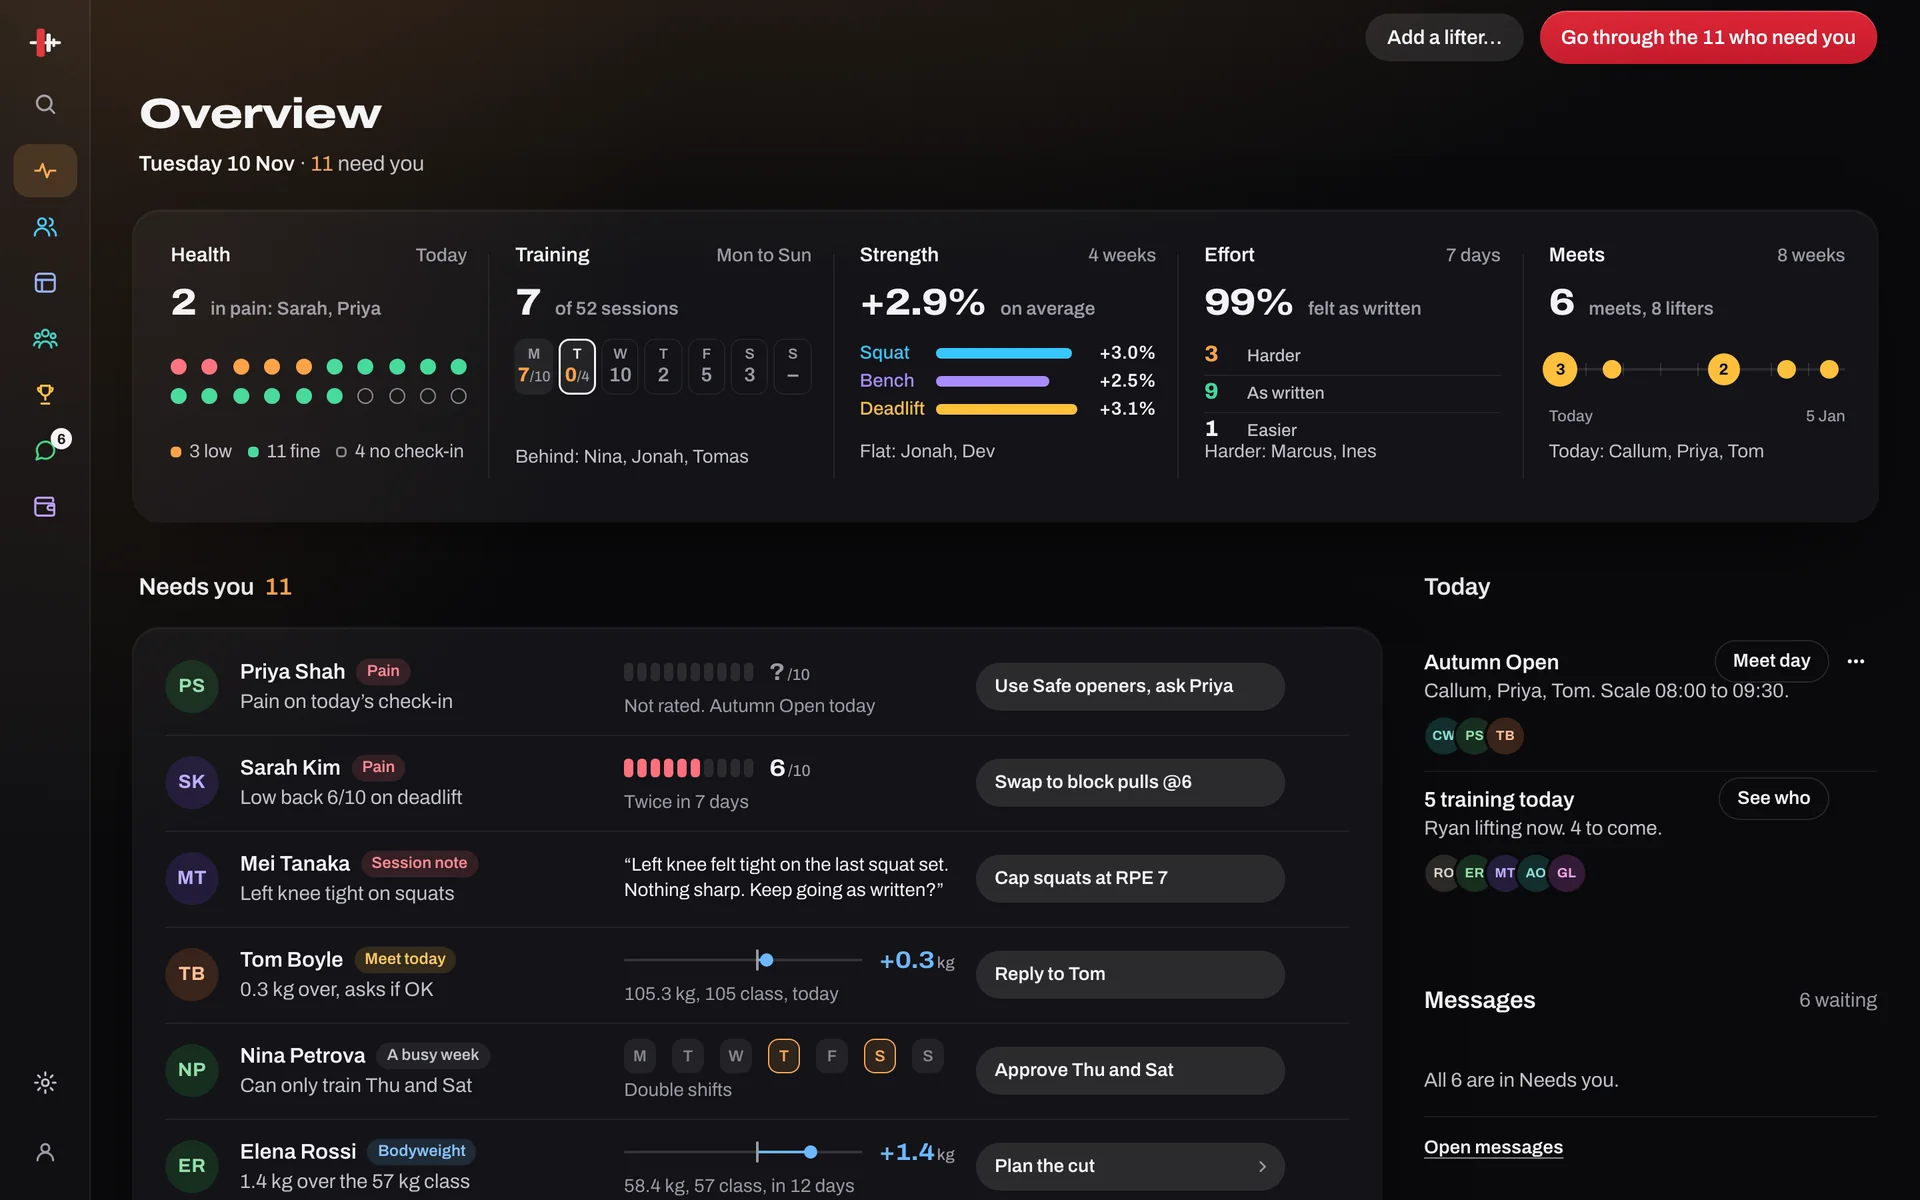 Add a lifter...
Go through the 11 who need you
Overview
Tuesday 10 Nov · 11 need you
6
Health Today
2 in pain: Sarah, Priya
3 low 11 fine 4 no check-in
Training Mon to Sun
7 of 52 sessions
M T W T F S S
7/10 0/4 10 2 5 3 –
Behind: Nina, Jonah, Tomas
Strength 4 weeks
+2.9% on average
Squat +3.0%
Bench +2.5%
Deadlift +3.1%
Flat: Jonah, Dev
Effort 7 days
99% felt as written
3 Harder
9 As written
1 Easier
Harder: Marcus, Ines
Meets 8 weeks
6 meets, 8 lifters
3 2
Today 5 Jan
Today: Callum, Priya, Tom
Needs you 11
PS Priya Shah Pain
Pain on today’s check-in
?/10
Not rated. Autumn Open today
Use Safe openers, ask Priya
SK Sarah Kim Pain
Low back 6/10 on deadlift
6/10
Twice in 7 days
Swap to block pulls @6
MT Mei Tanaka Session note
Left knee tight on squats
“Left knee felt tight on the last squat set.
Nothing sharp. Keep going as written?”
Cap squats at RPE 7
TB Tom Boyle Meet today
0.3 kg over, asks if OK
+0.3 kg
105.3 kg, 105 class, today
Reply to Tom
NP Nina Petrova A busy week
Can only train Thu and Sat
M T W T F S S
Double shifts
Approve Thu and Sat
ER Elena Rossi Bodyweight
1.4 kg over the 57 kg class
+1.4 kg
58.4 kg, 57 class, in 12 days
Plan the cut
Today
Autumn Open
Meet day
Callum, Priya, Tom. Scale 08:00 to 09:30.
CW PS TB
5 training today
See who
Ryan lifting now. 4 to come.
RO ER MT AO GL
Messages 6 waiting
All 6 are in Needs you.
Open messages